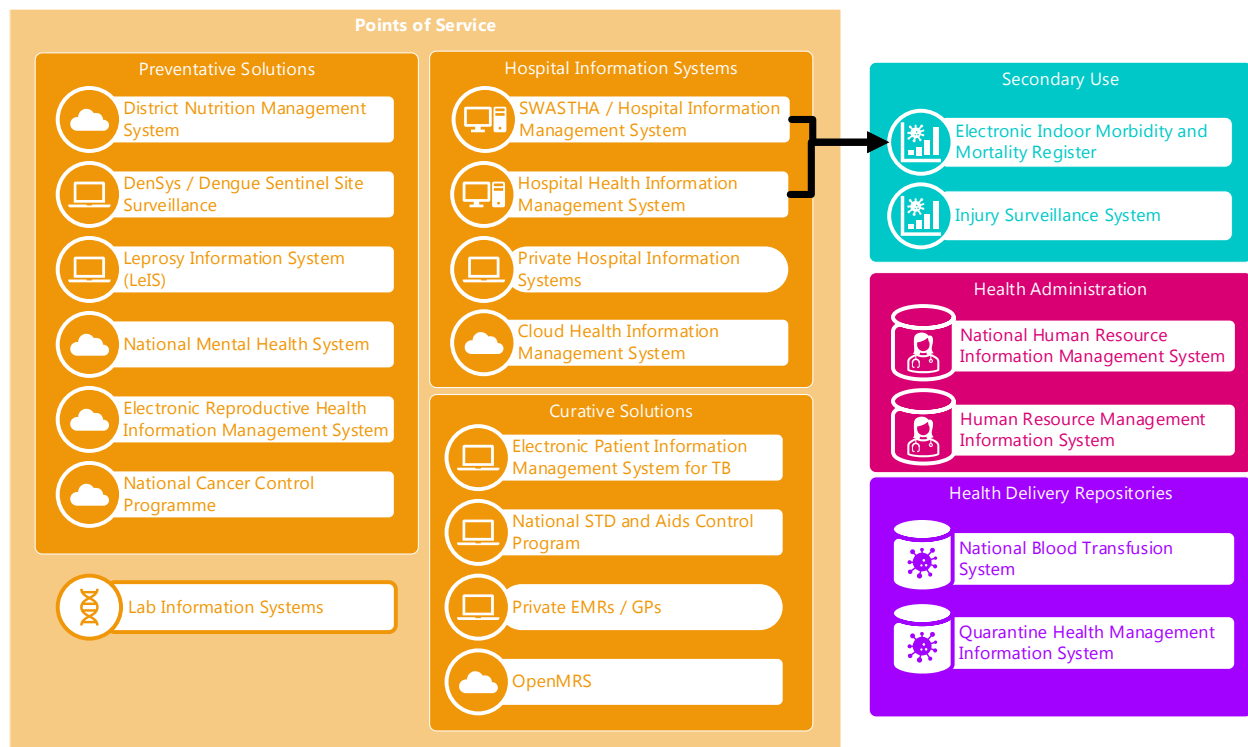 Points of Service
Preventative Solutions
District Nutrition Management
System
DenSys / Dengue Sentinel Site
Surveillance
Leprosy Information System
(LeIS)
National Mental Health System
Electronic Reproductive Health
Information Management System
National Cancer Control
Programme
Lab Information Systems
Hospital Information Systems
SWASTHA / Hospital Information
Management System
Hospital Health Information
Management System
Private Hospital Information
Systems
Cloud Health Information
Management System
Curative Solutions
Electronic Patient Information
Management System for TB
National STD and Aids Control
Program
Private EMRs / GPs
OpenMRS
Secondary Use
Electronic Indoor Morbidity and
Mortality Register
Injury Surveillance System
Health Administration
National Human Resource
Information Management System
Human Resource Management
Information System
Health Delivery Repositories
National Blood Transfusion
System
Quarantine Health Management
Information System